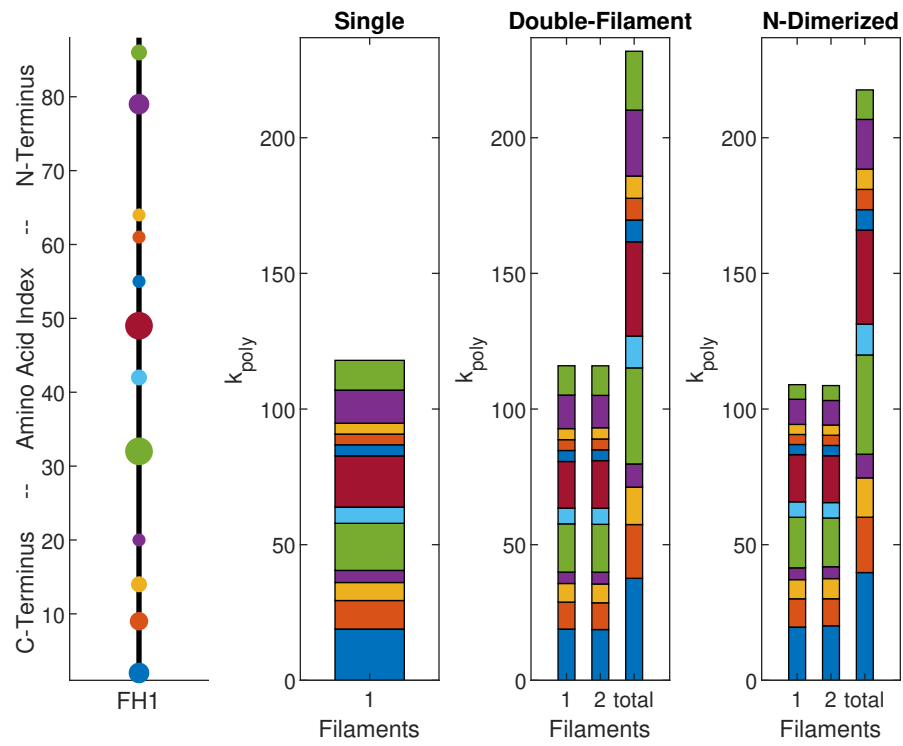 C-Terminus -- Amino Acid Index -- N-Terminus
80
70
60
50
40
30
20
10
FH1
Single
k_poly
200
150
100
50
0
1
Filaments
Double-Filament
k_poly
200
150
100
50
0
1 2 total
Filaments
N-Dimerized
k_poly
200
150
100
50
0
1 2 total
Filaments